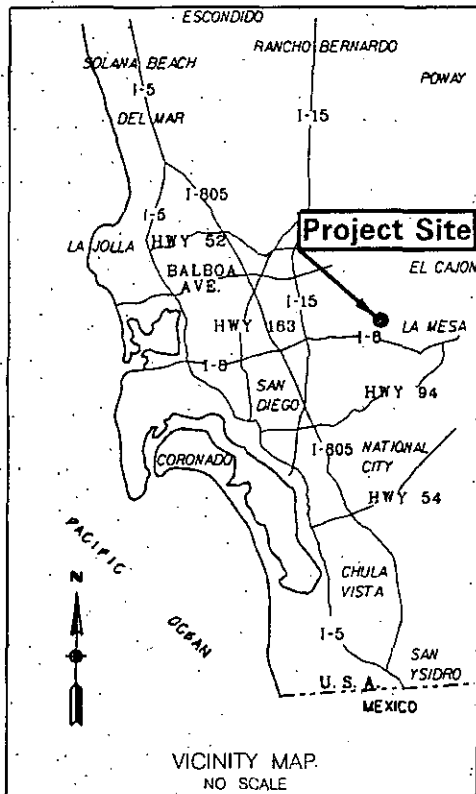 ESCONDIDO
SOLANA BEACH
RANCHO BERNARDO
I-5
POWAY
DEL MAR
I-15
I-805
I-5
LA JOLLA
HWY 52
Project Site
BALBOA
AVE.
EL CAJON
I-15
HWY 163
LA MESA
I-8
I-8
SAN
DIEGO
HWY 94
I-805
NATIONAL
CITY
CORONADO
HWY 54
PACIFIC
OCEAN
N
CHULA
VISTA
I-5
SAN
YSIDRO
U.S.A.
MEXICO
VICINITY MAP
NO SCALE